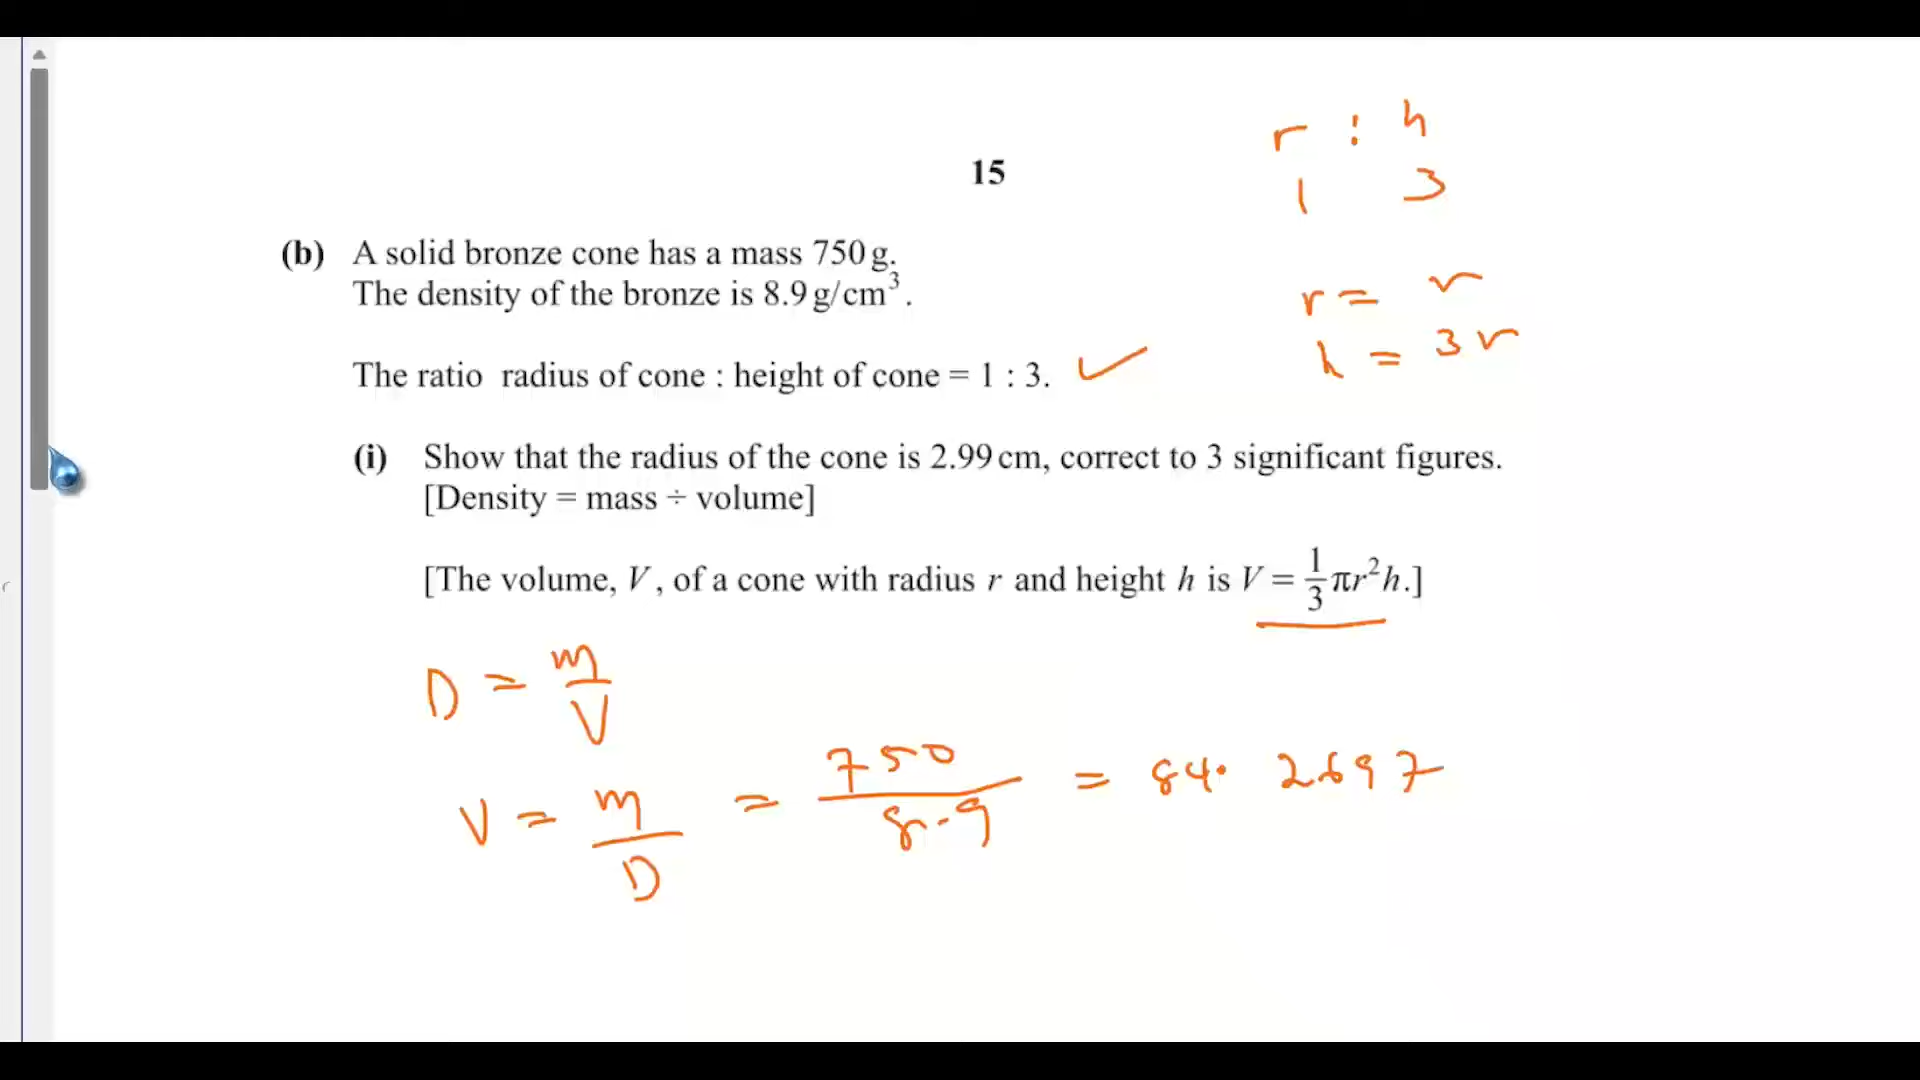 r : h
15
1 3
(b) A solid bronze cone has a mass 750 g.
The density of the bronze is 8.9 g/cm³.
r = r
h = 3r
The ratio radius of cone : height of cone = 1 : 3. ✓
(i) Show that the radius of the cone is 2.99 cm, correct to 3 significant figures.
[Density = mass ÷ volume]
[The volume, V, of a cone with radius r and height h is V = 1/3 πr²h.]
D = m/V
V = m/D = 750/8.9 = 84.2697